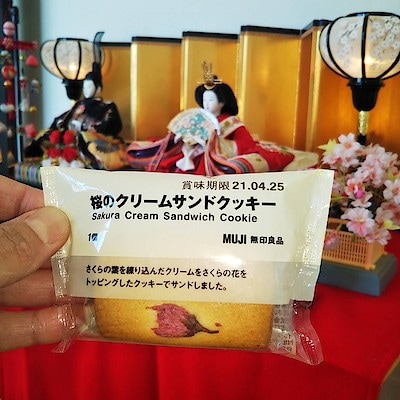 賞味期限 21.04.25
桜のクリームサンドクッキー
Sakura Cream Sandwich Cookie
1個 MUJI 無印良品
さくらの葉を練り込んだクリームをさくらの花を
トッピングしたクッキーでサンドしました。